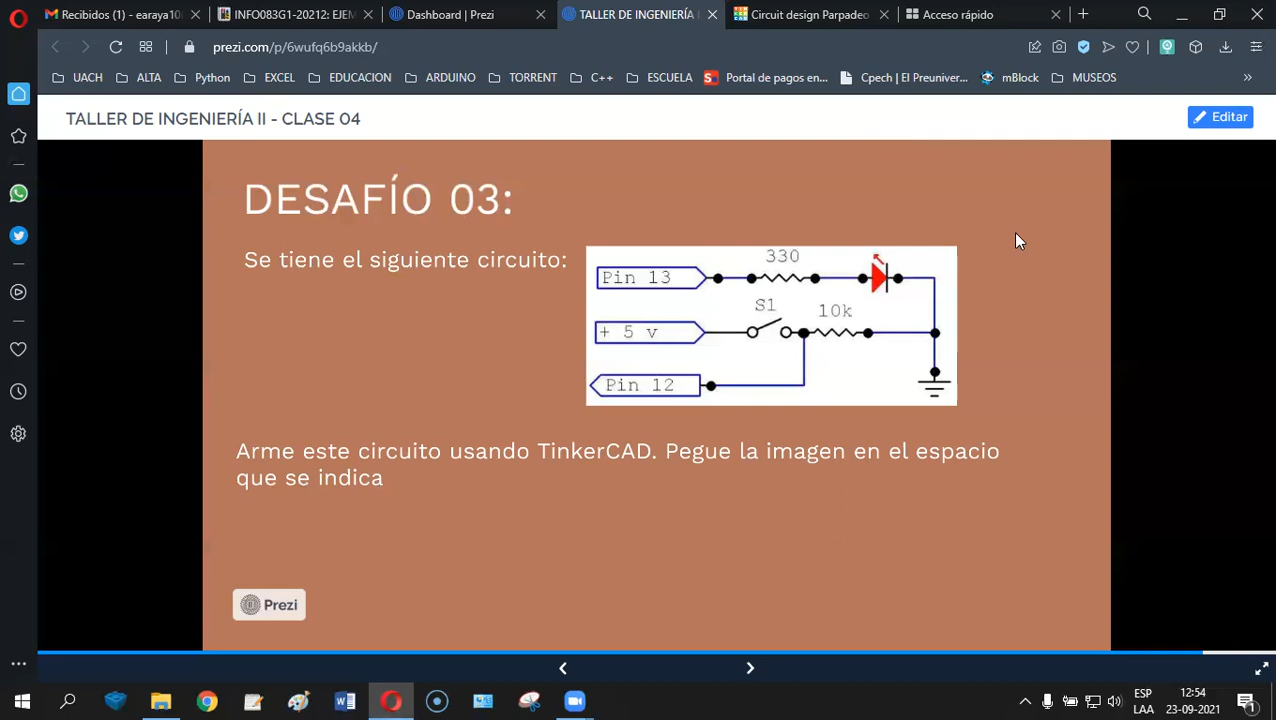 Recibidos (1) - earaya10
INFO083G1-20212: EJEM
Dashboard | Prezi
TALLER DE INGENIERÍA I
Circuit design Parpadeo
Acceso rápido
prezi.com/p/6wufq6b9akkb/
UACH
ALTA
Python
EXCEL
EDUCACION
ARDUINO
TORRENT
C++
ESCUELA
Portal de pagos en...
Cpech | El Preuniver...
mBlock
MUSEOS
TALLER DE INGENIERÍA II - CLASE 04
Editar
DESAFÍO 03:
Se tiene el siguiente circuito:
330
Pin 13
S1
10k
+ 5 v
Pin 12
Arme este circuito usando TinkerCAD. Pegue la imagen en el espacio
que se indica
Prezi
ESP
LAA
12:54
23-09-2021
1